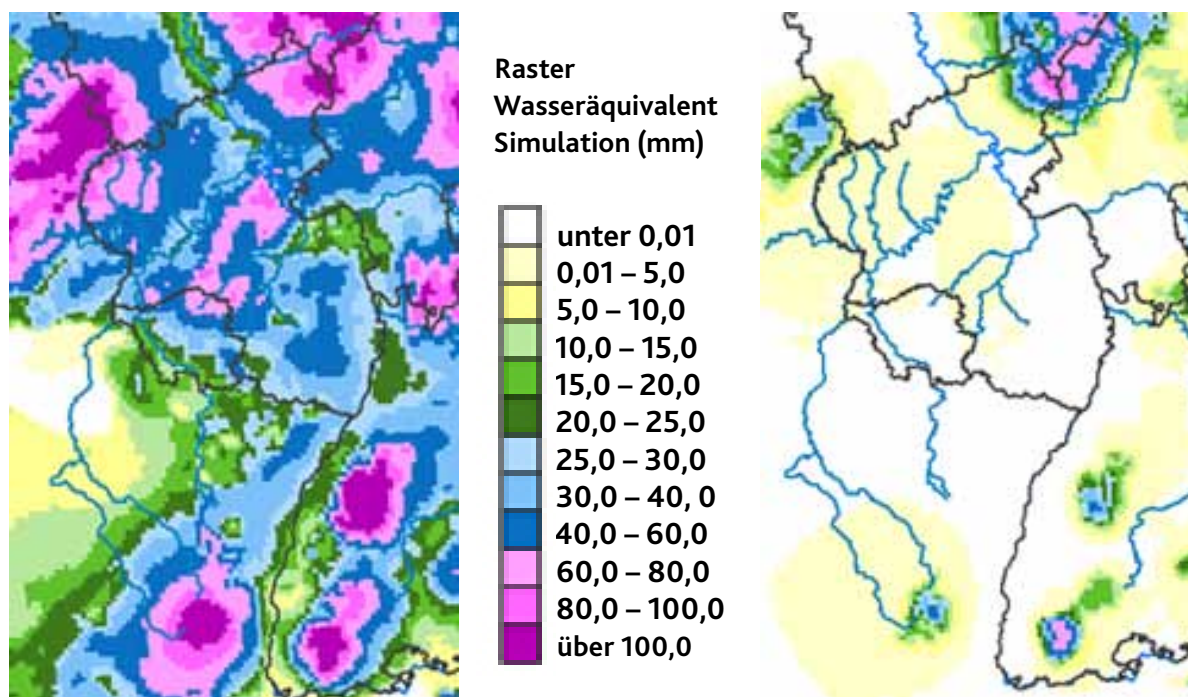 Raster
Wasseräquivalent
Simulation (mm)
unter 0,01
0,01 – 5,0
5,0 – 10,0
10,0 – 15,0
15,0 – 20,0
20,0 – 25,0
25,0 – 30,0
30,0 – 40, 0
40,0 – 60,0
60,0 – 80,0
80,0 – 100,0
über 100,0